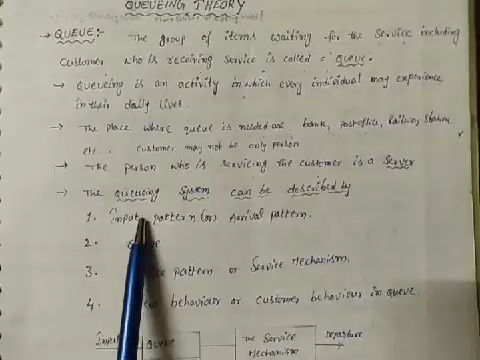 QUEUEING THEORY
→ QUEUE:- The group of items waiting for the service including
customer who is receiving service is called a QUEUE.
→ Queueing is an activity in which every individual may experience
in their daily lives.
→ The place where queue is needed are bank, postoffice, Railway station
etc.. customer may not be only person
→ The person who is servicing the customer is a Server
→ The Queueing System can be described by
1. Input pattern (or) Arrival pattern.
2.
3. pattern or Service Mechanism.
4. behaviour or customer behaviour in queue.
Input Queue The Service Departure
Mechanism